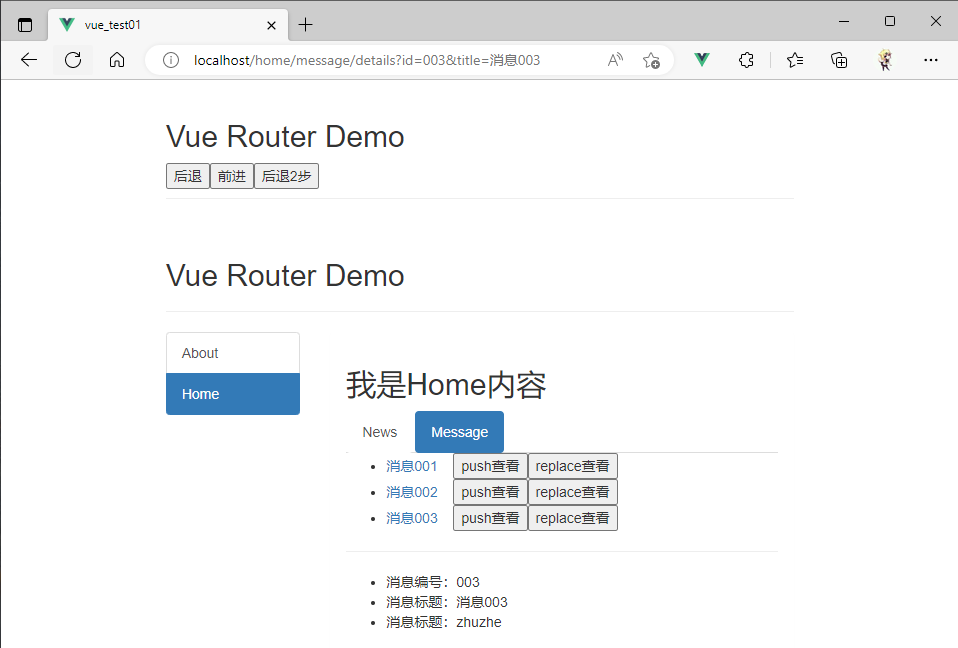 vue_test01
localhost/home/message/details?id=003&title=消息003
Vue Router Demo
后退 前进 后退2步
Vue Router Demo
About
Home
我是Home内容
News Message
消息001 push查看 replace查看
消息002 push查看 replace查看
消息003 push查看 replace查看
消息编号：003
消息标题：消息003
消息标题：zhuzhe